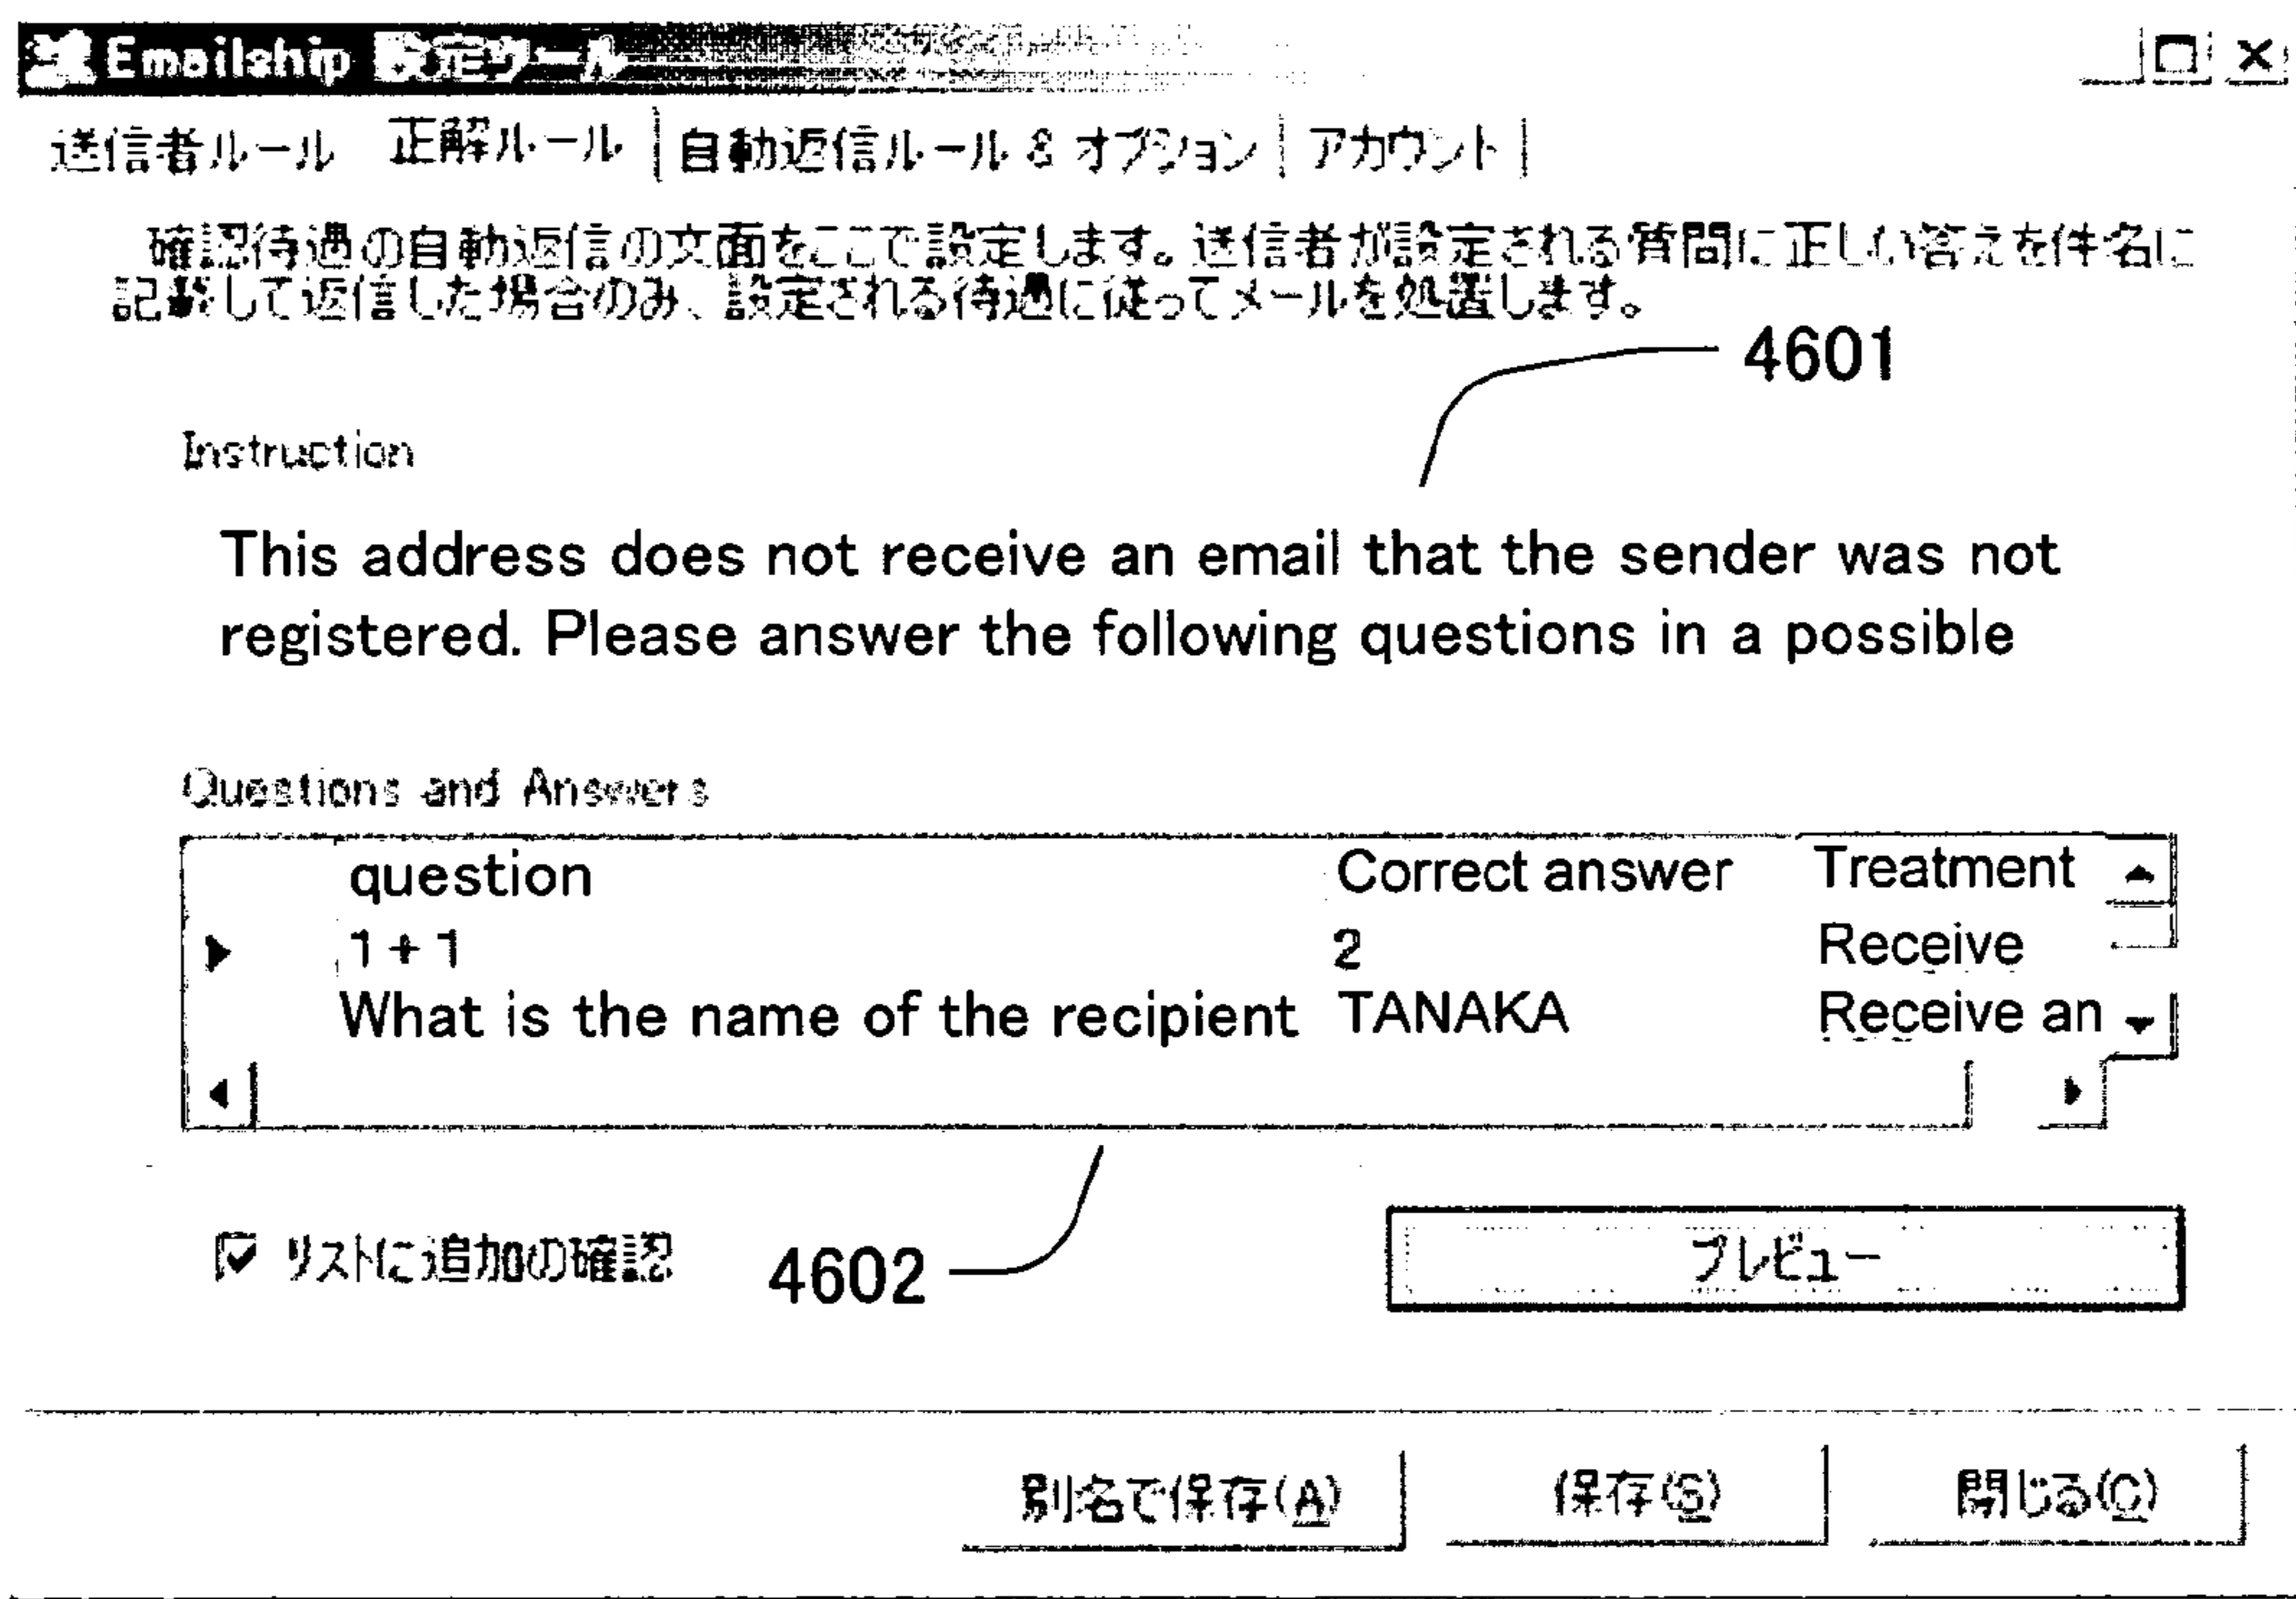 Emailship 設定ツール
送信者ルール 正解ルール 自動返信ルール & オプション アカウント
確認待遇の自動返信の文面をここで設定します。送信者が設定される質問に正しい答えを件名に
記載して返信した場合のみ、設定される待遇に従ってメールを処置します。
4601
Instruction
This address does not receive an email that the sender was not
registered. Please answer the following questions in a possible
Questions and Answers
question Correct answer Treatment
1+1 2 Receive
What is the name of the recipient TANAKA Receive an
リストに追加の確認 4602 プレビュー
別名で保存(A) 保存(S) 閉じる(C)